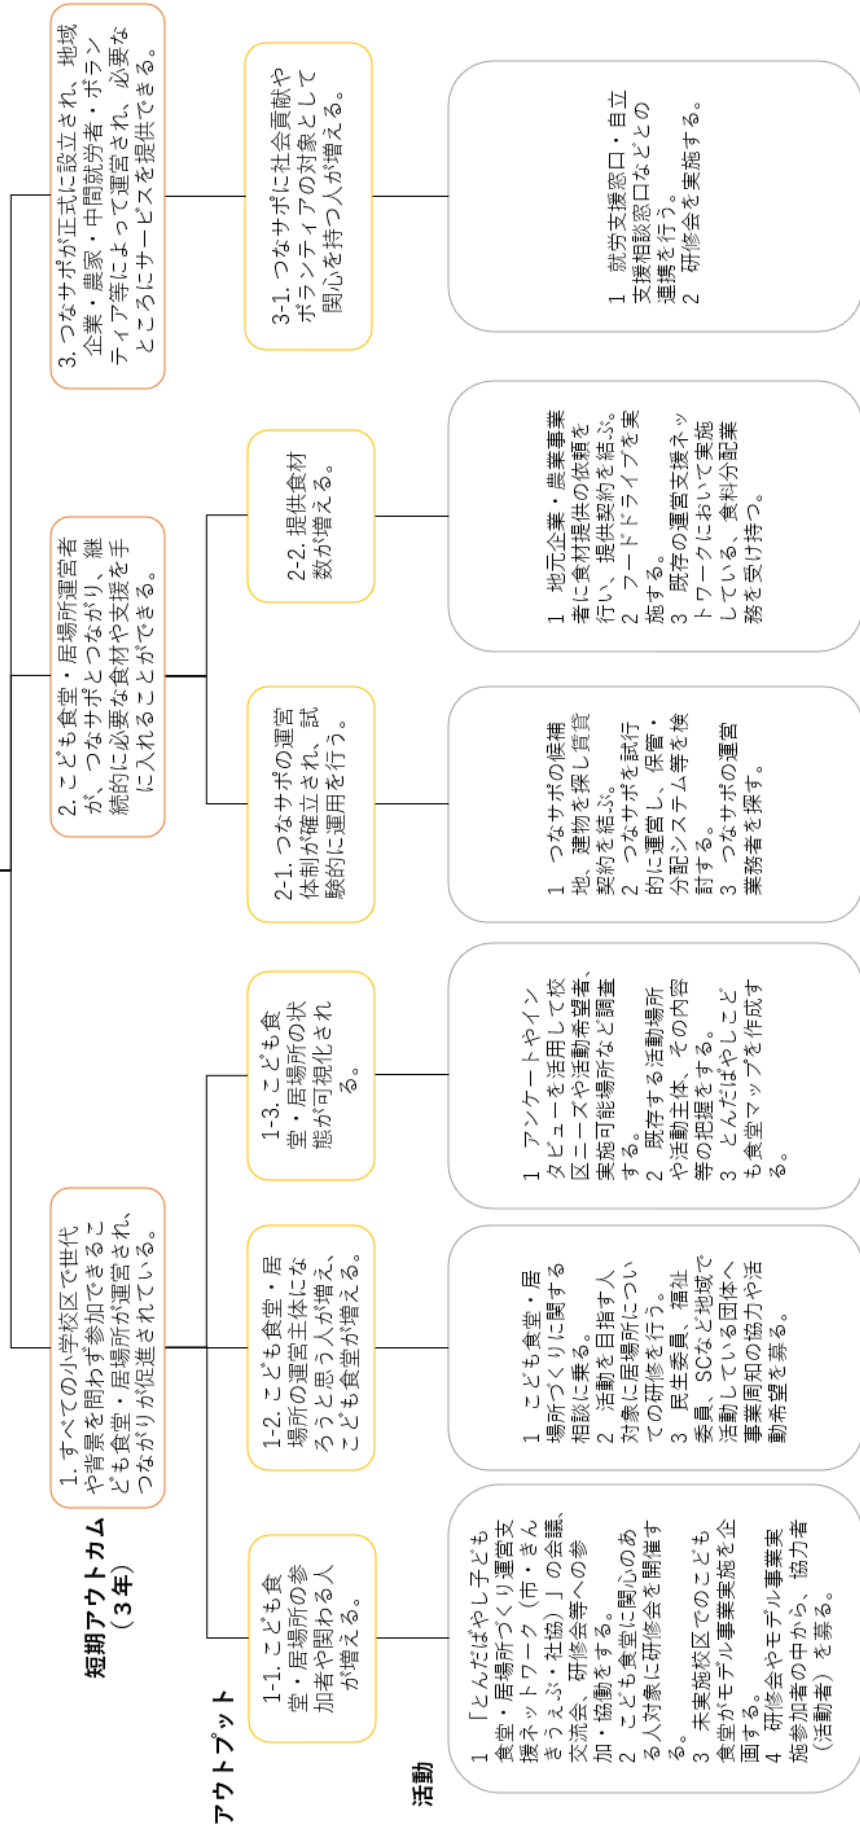 短期アウトカム
（３年）
1. すべての小学校区で世代
や背景を問わず参加できるこ
ども食堂・居場所が運営され、
つながりが促進されている。
2. こども食堂・居場所運営者
が、つなサポとつながり、継
続的に必要な食材や支援を手
に入れることができる。
3. つなサポが正式に設立され、地域
企業・農家・中間就労者・ボラン
ティア等によって運営され、必要な
ところにサービスを提供できる。
アウトプット
1-1. こども食
堂・居場所の参
加者や関わる人
が増える。
1-2. こども食堂・居
場所の運営主体にな
ろうと思う人が増え、
こども食堂が増える。
1-3. こども食
堂・居場所の状
態が可視化され
る。
2-1. つなサポの運営
体制が確立され、試
験的に運用を行う。
2-2. 提供食材
数が増える。
3-1. つなサポに社会貢献や
ボランティアの対象として
関心を持つ人が増える。
活動
1　「とんだばやし子ども
食堂・居場所づくり運営支
援ネットワーク（市・きん
きうぇぶ・社協）」の会議、
交流会、研修会等への参
加・協働をする。
2　こども食堂に関心のあ
る人対象に研修会を開催す
る。
3　未実施校区でのこども
食堂がモデル事業実施を企
画する。
4　研修会やモデル事業実
施参加者の中から、協力者
（活動者）を募る。
1　こども食堂・居
場所づくりに関する
相談に乗る。
2　活動を目指す人
対象に居場所につい
ての研修を行う。
3　民生委員、福祉
委員、SCなど地域で
活動している団体へ
事業周知の協力や活
動希望を募る。
1　アンケートやイン
タビューを活用して校
区ニーズや活動希望者、
実施可能場所など調査
する。
2　既存する活動場所
や活動主体、その内容
等の把握をする。
3　とんだばやしこど
も食堂マップを作成す
る。
1　つなサポの候補
地、建物を探し賃貸
契約を結ぶ。
2　つなサポを試行
的に運営し、保管・
分配システム等を検
討する。
3 つなサポの運営
業務者を探す。
1　地元企業・農業事業
者に食材提供の依頼を
行い、提供契約を結ぶ。
2　フードドライブを実
施する。
3　既存の運営支援ネッ
トワークにおいて実施
している、食料分配業
務を受け持つ。
1　就労支援窓口・自立
支援相談窓口などとの
連携を行う。
2　研修会を実施する。